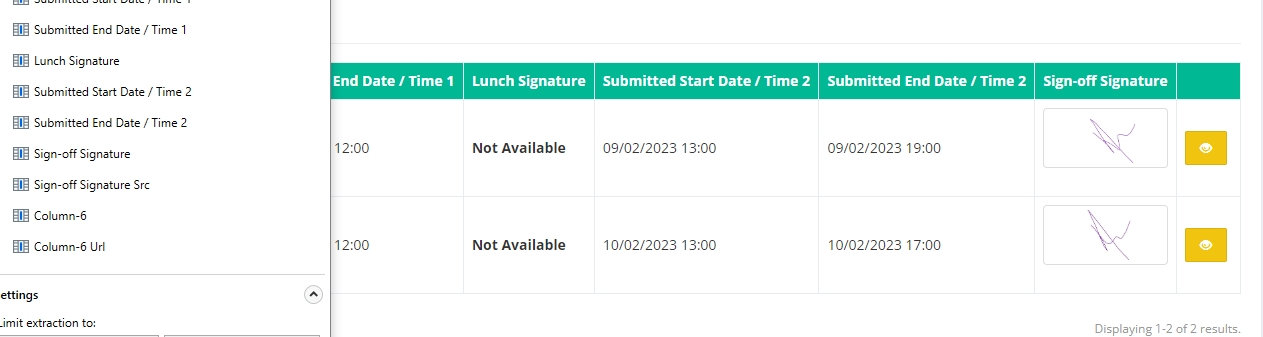 Submitted Start Date / Time 1
Submitted End Date / Time 1
Lunch Signature
Submitted Start Date / Time 2
Submitted End Date / Time 2
Sign-off Signature
Sign-off Signature Src
Column-6
Column-6 Url
ettings
Limit extraction to:
End Date / Time 1 Lunch Signature Submitted Start Date / Time 2 Submitted End Date / Time 2 Sign-off Signature
12:00 Not Available 09/02/2023 13:00 09/02/2023 19:00
12:00 Not Available 10/02/2023 13:00 10/02/2023 17:00
Displaying 1-2 of 2 results.